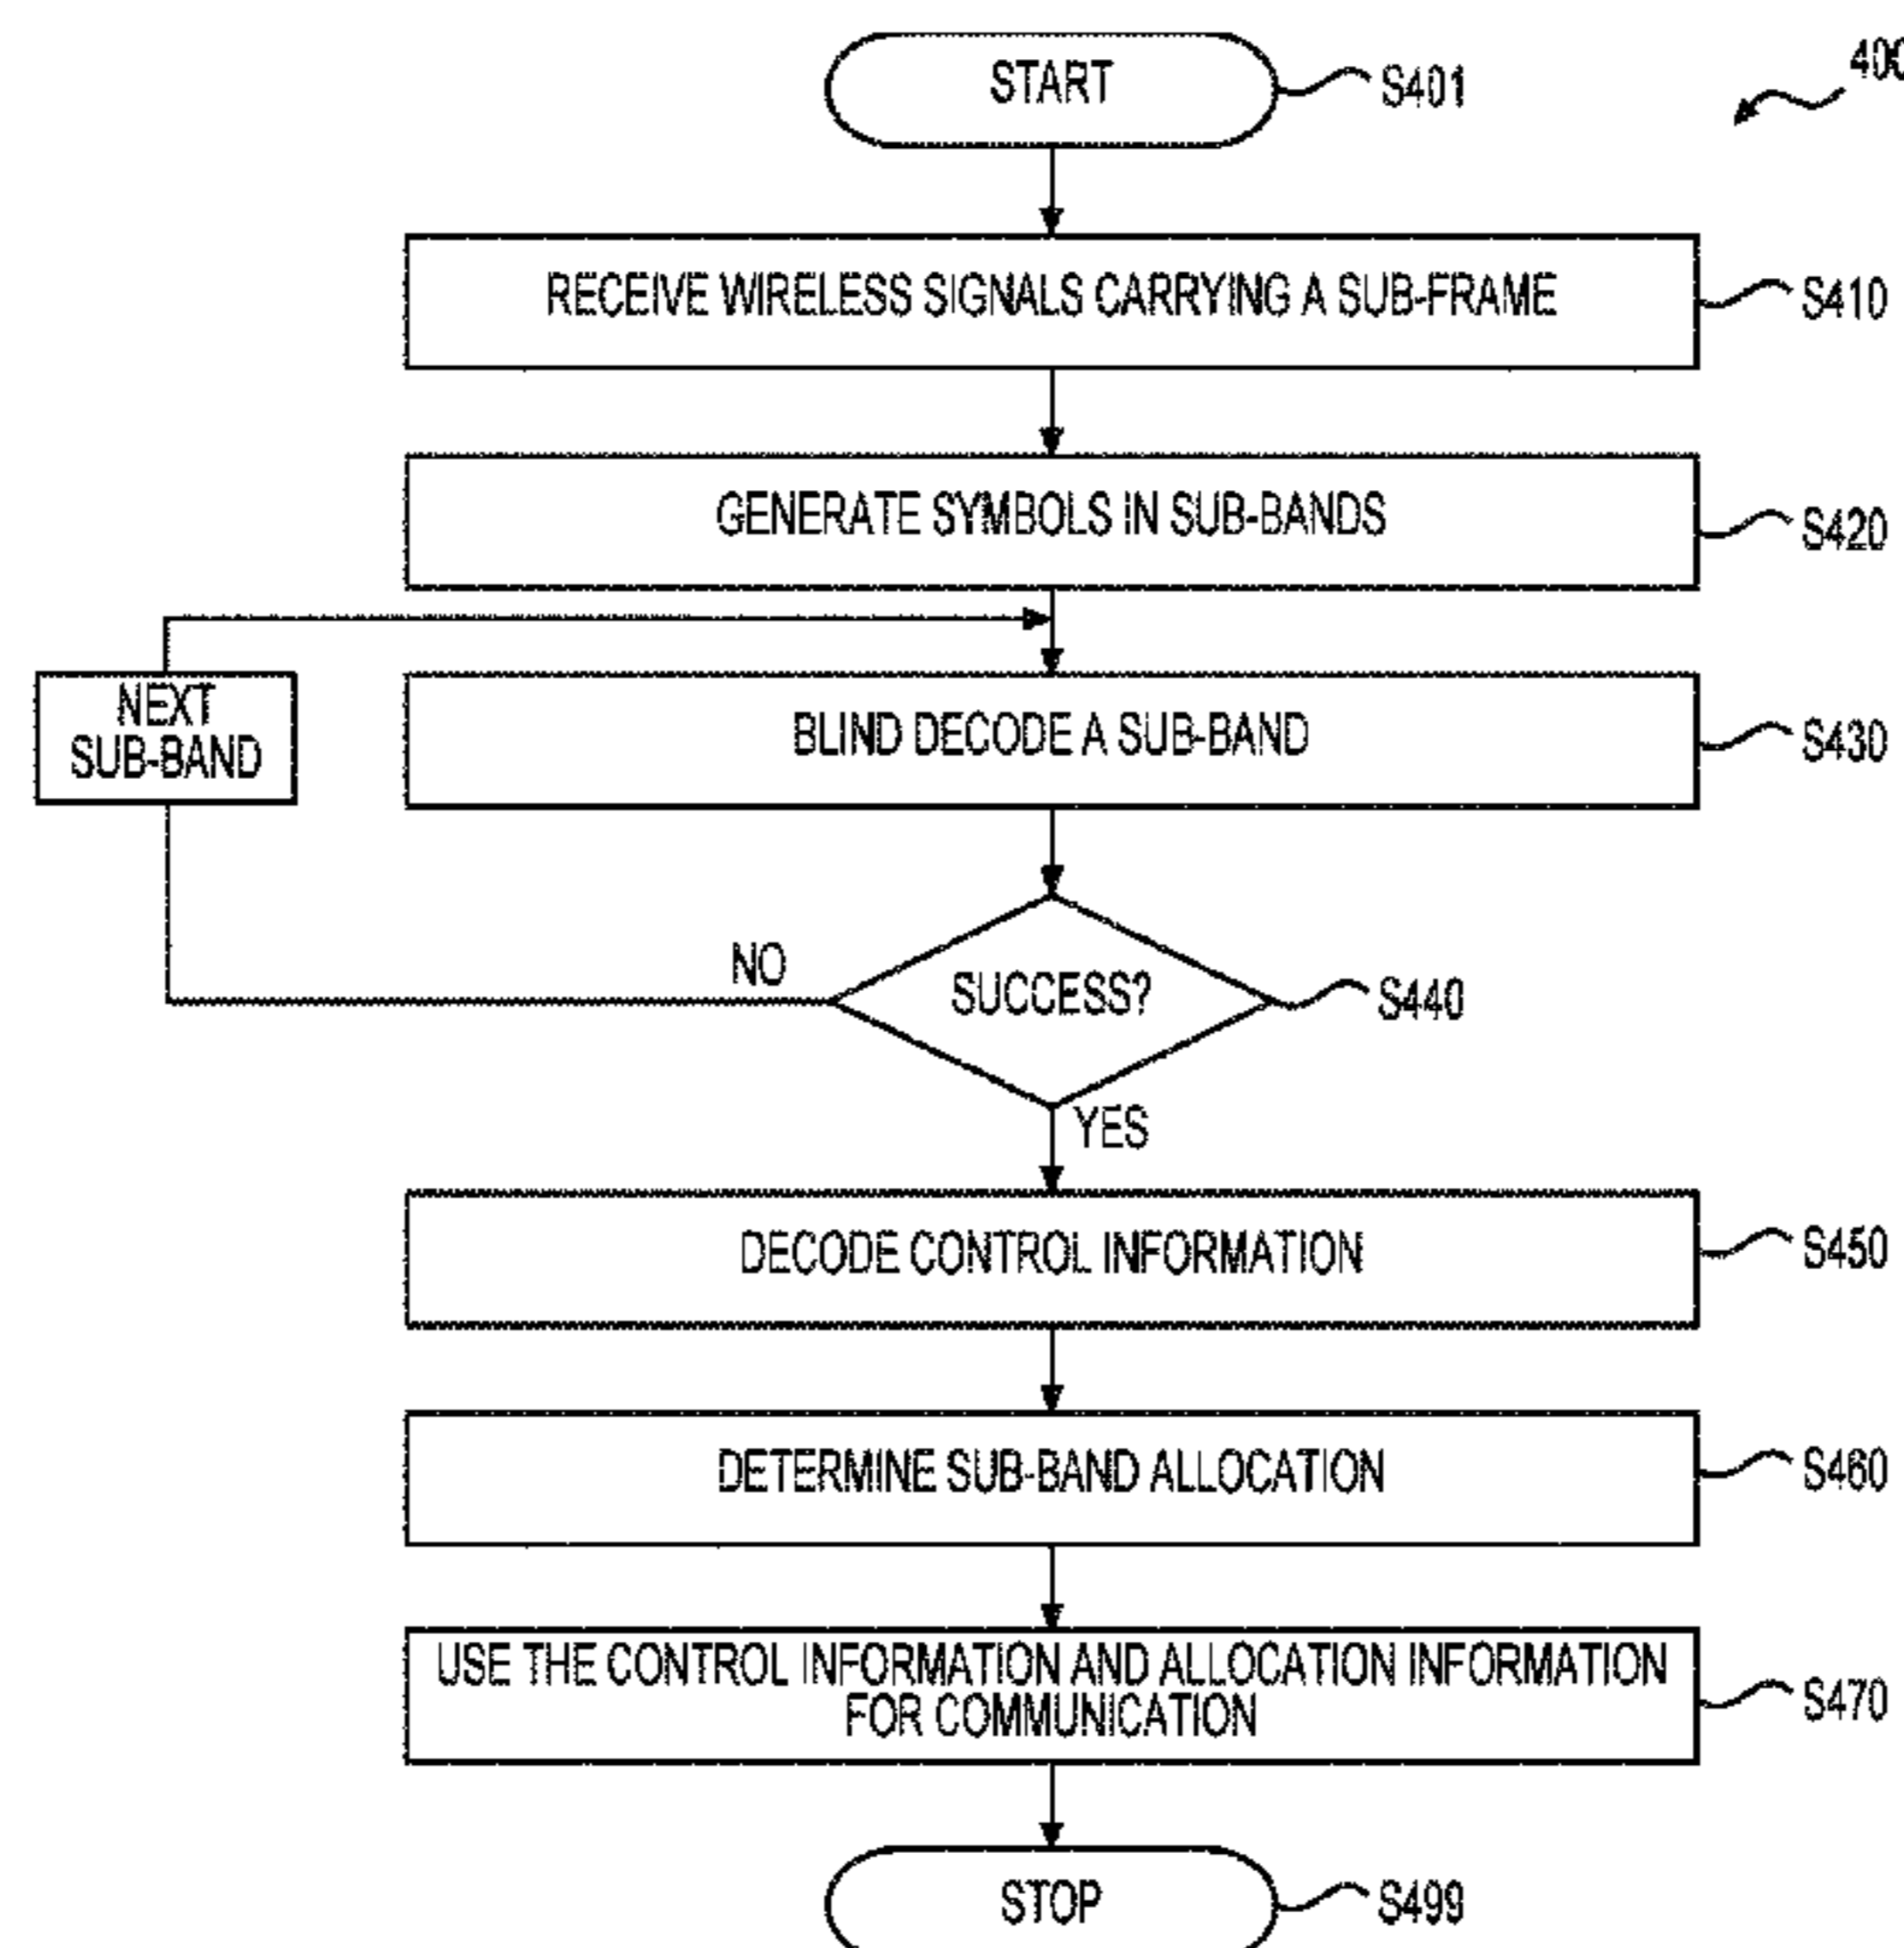 START
S401
400
RECEIVE WIRELESS SIGNALS CARRYING A SUB-FRAME
S410
GENERATE SYMBOLS IN SUB-BANDS
S420
NEXT
SUB-BAND
BLIND DECODE A SUB-BAND
S430
NO
SUCCESS?
S440
YES
DECODE CONTROL INFORMATION
S450
DETERMINE SUB-BAND ALLOCATION
S460
USE THE CONTROL INFORMATION AND ALLOCATION INFORMATION
FOR COMMUNICATION
S470
STOP
S499